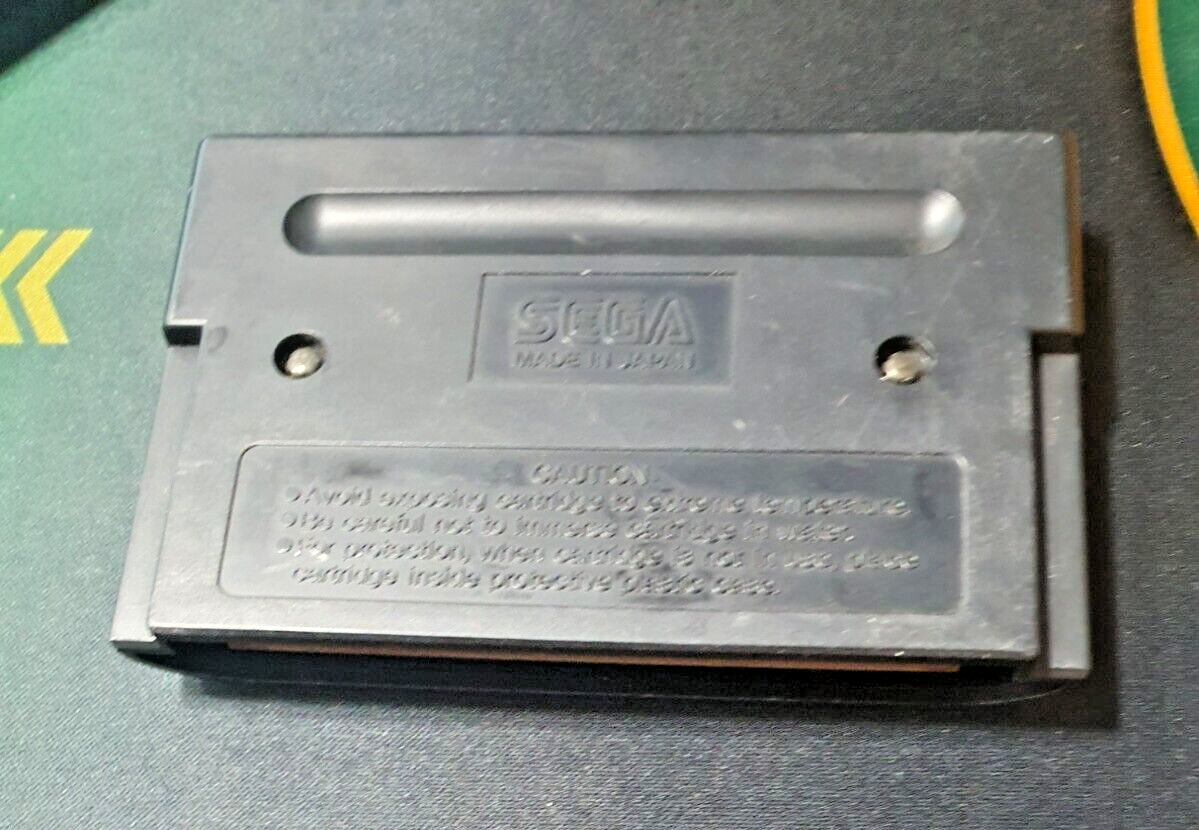 SEGA
MADE IN JAPAN
CAUTION
●Avoid exposing cartridge to extreme temperature.
●Be careful not to immerse cartridge in water.
●For protection, when cartridge is not in use, please
cartridge inside protective plastic case.